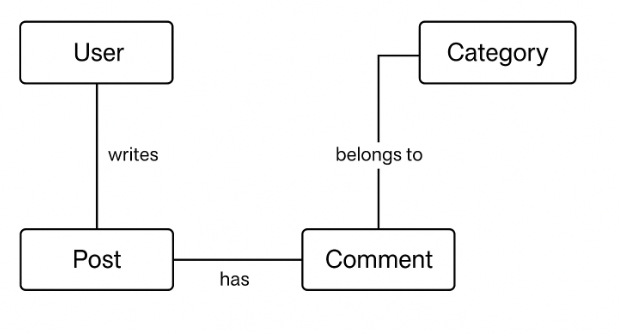 User
Category
writes
belongs to
Post
Comment
has